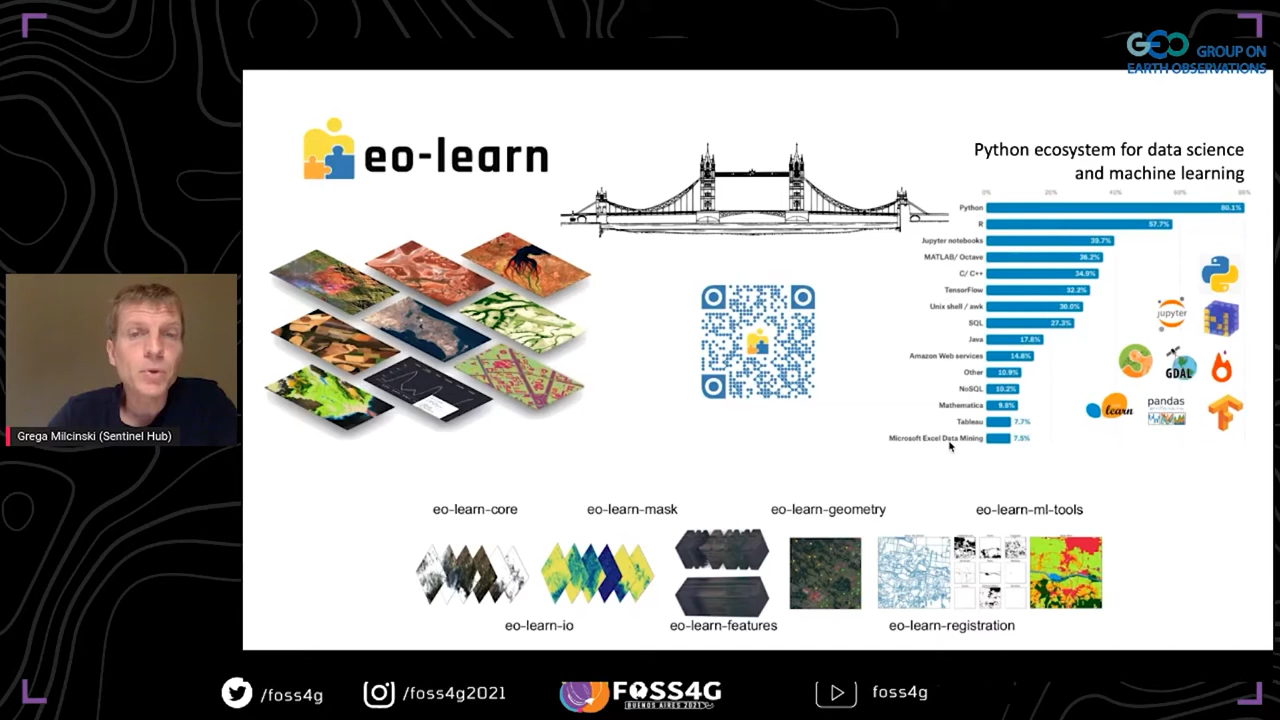 GEO GROUP ON
EARTH OBSERVATIONS
eo-learn
Python ecosystem for data science
and machine learning
0% 20% 40% 60% 80%
Python 80.1%
R 57.7%
Jupyter notebooks 39.7%
MATLAB/ Octave 36.2%
C/ C++ 34.9%
TensorFlow 32.2%
Unix shell / awk 30.0%
SQL 27.3%
Java 17.8%
Amazon Web services 14.8%
Other 10.9%
NoSQL 10.2%
Mathematica 9.8%
Tableau 7.7%
Microsoft Excel Data Mining 7.5%
jupyter
GDAL
learn
pandas
Grega Milcinski (Sentinel Hub)
eo-learn-core
eo-learn-mask
eo-learn-geometry
eo-learn-ml-tools
eo-learn-io
eo-learn-features
eo-learn-registration
/foss4g
/foss4g2021
FOSS4G
BUENOS AIRES 2021
foss4g